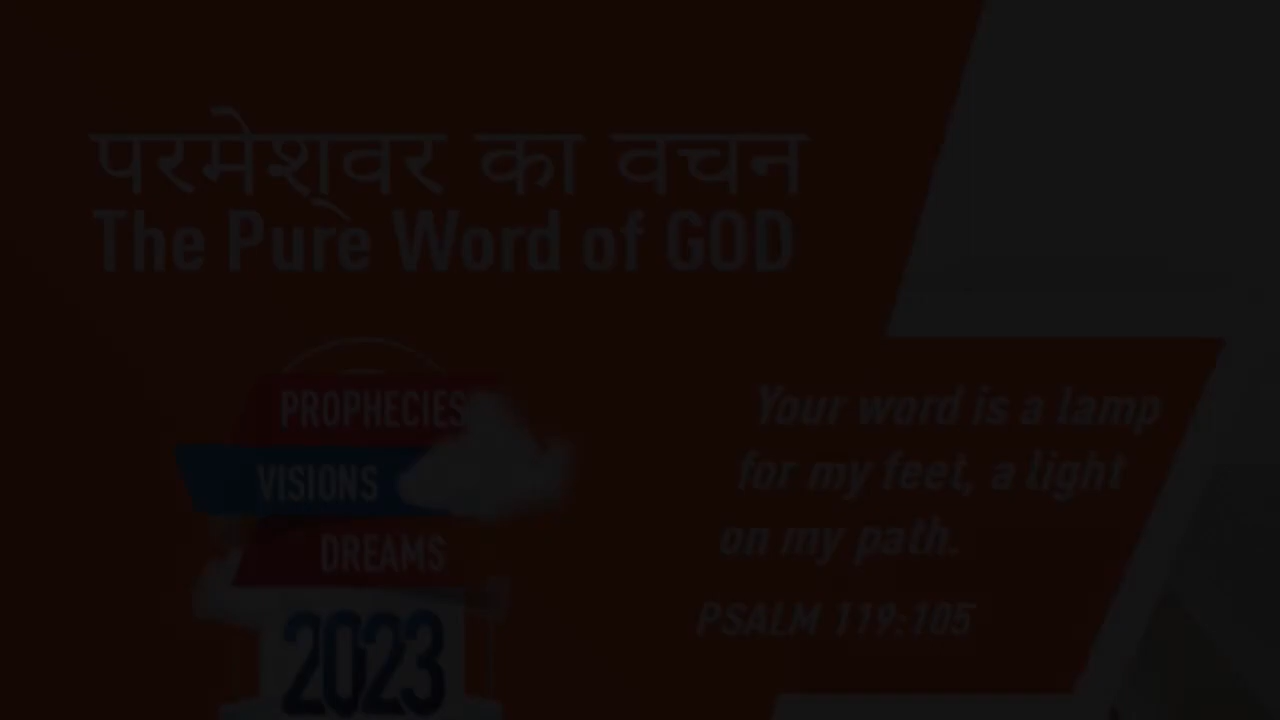 परमेश्वर का वचन
The Pure Word of GOD
PROPHECIES
VISIONS
DREAMS
2023
Your word is a lamp
for my feet, a light
on my path.
PSALM 119:105